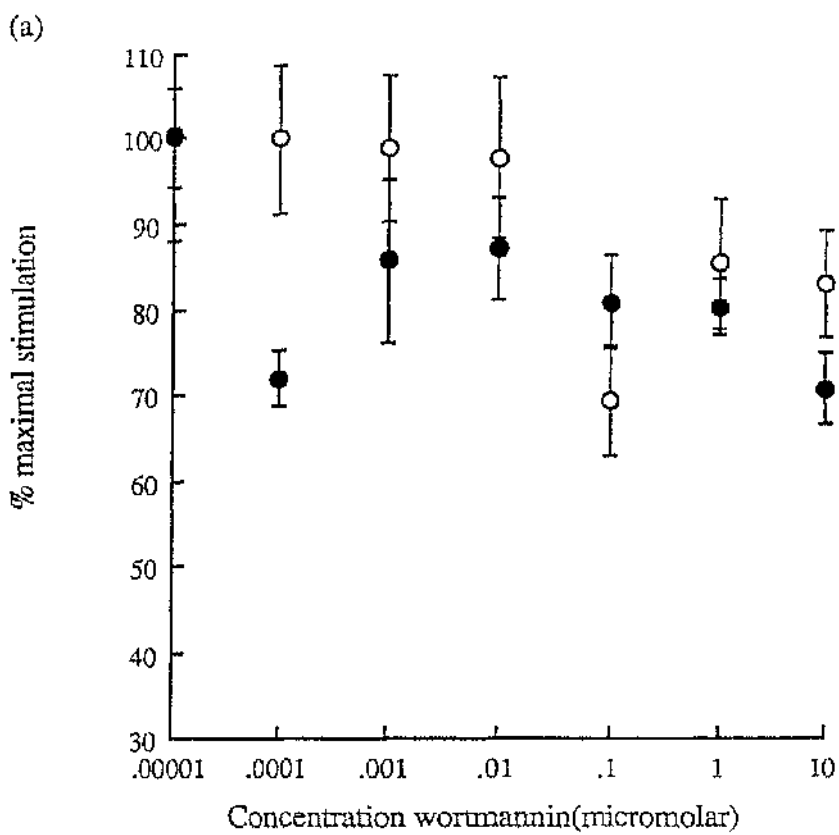 (a)
110
100
90
80
70
60
50
40
30
% maximal stimulation
.00001 .0001 .001 .01 .1 1 10
Concentration wortmannin(micromolar)